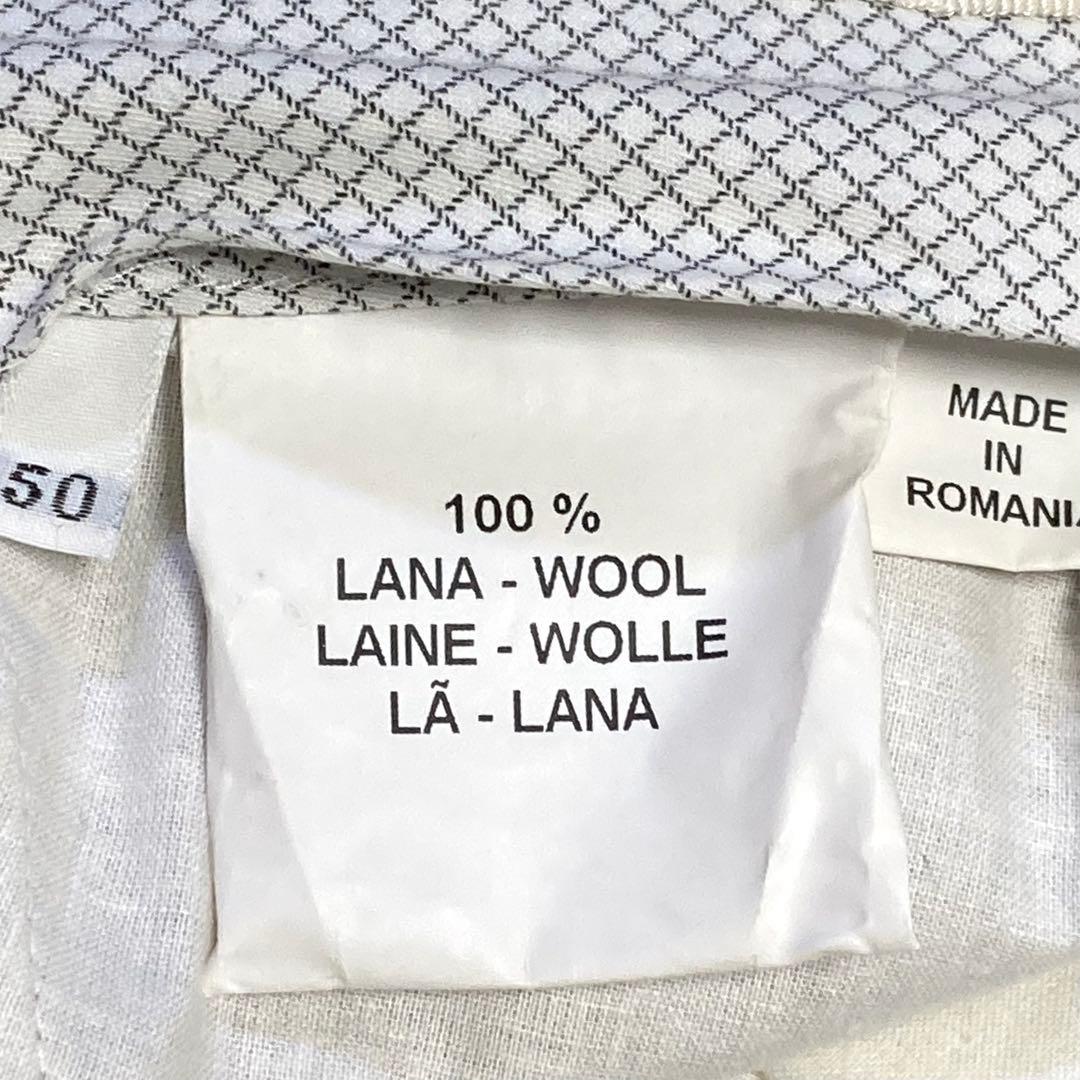 50
100 %
LANA - WOOL
LAINE - WOLLE
LÃ - LANA
MADE
IN
ROMANIA